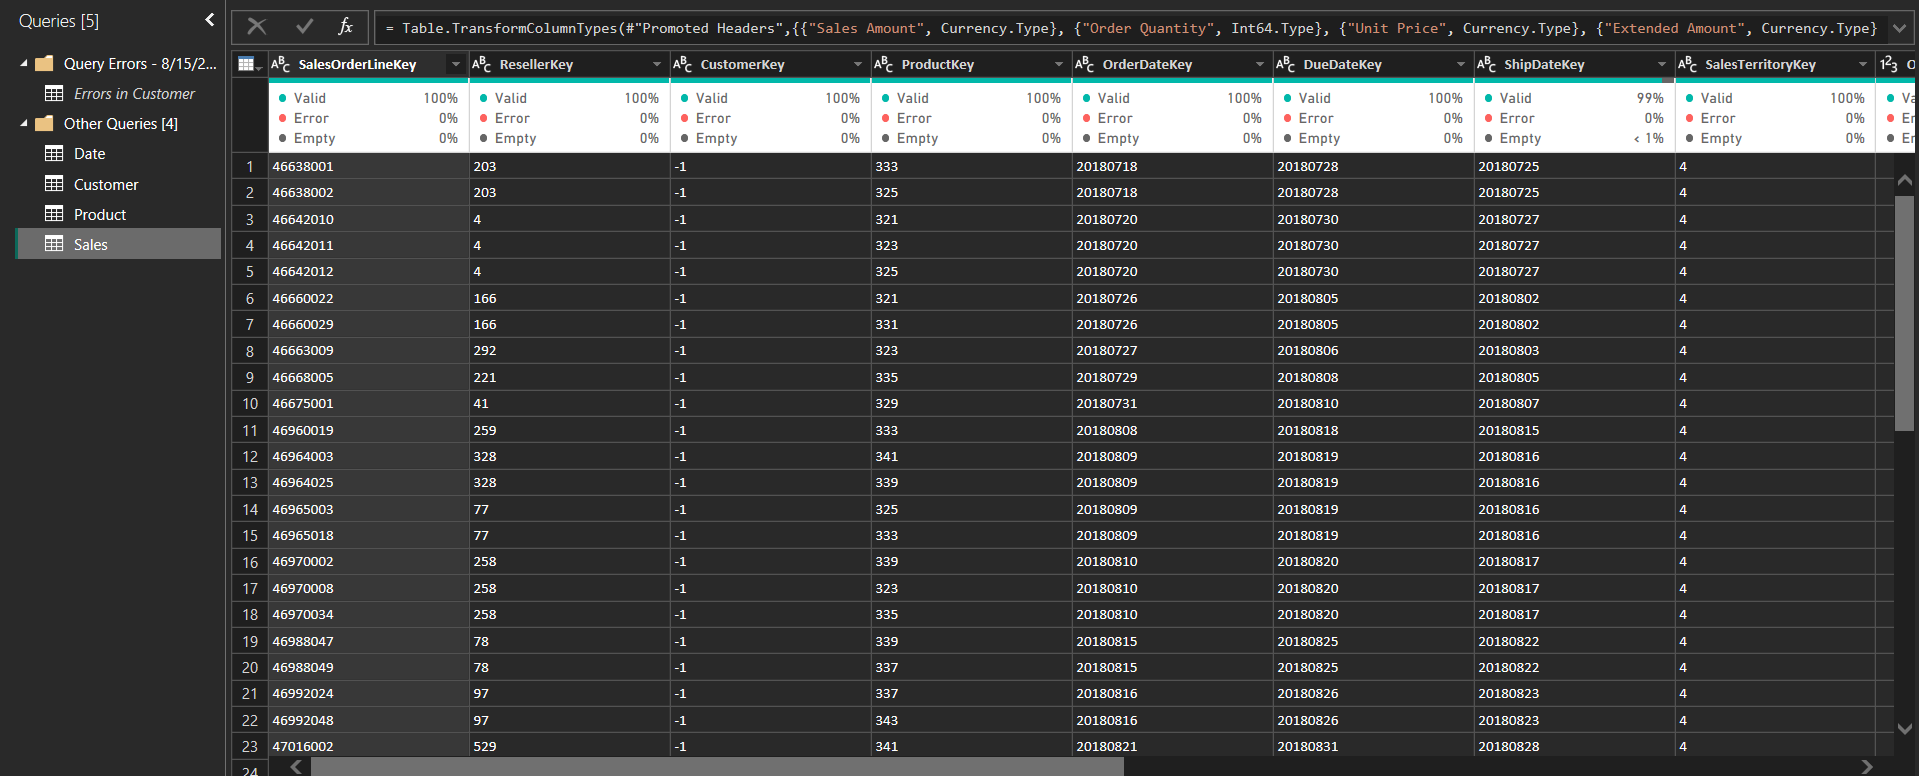 Queries [5]
Query Errors - 8/15/2...
Errors in Customer
Other Queries [4]
Date
Customer
Product
Sales
fx
= Table.TransformColumnTypes(#"Promoted Headers",{{"Sales Amount", Currency.Type}, {"Order Quantity", Int64.Type}, {"Unit Price", Currency.Type}, {"Extended Amount", Currency.Type}
ABC SalesOrderLineKey ABC ResellerKey ABC CustomerKey ABC ProductKey ABC OrderDateKey ABC DueDateKey ABC ShipDateKey ABC SalesTerritoryKey 123 O
Valid 100% Valid 100% Valid 100% Valid 100% Valid 100% Valid 100% Valid 99% Valid 100% Va
Error 0% Error 0% Error 0% Error 0% Error 0% Error 0% Error 0% Error 0% Er
Empty 0% Empty 0% Empty 0% Empty 0% Empty 0% Empty 0% Empty < 1% Empty 0% Er
1 46638001 203 -1 333 20180718 20180728 20180725 4
2 46638002 203 -1 325 20180718 20180728 20180725 4
3 46642010 4 -1 321 20180720 20180730 20180727 4
4 46642011 4 -1 323 20180720 20180730 20180727 4
5 46642012 4 -1 325 20180720 20180730 20180727 4
6 46660022 166 -1 321 20180726 20180805 20180802 4
7 46660029 166 -1 331 20180726 20180805 20180802 4
8 46663009 292 -1 323 20180727 20180806 20180803 4
9 46668005 221 -1 335 20180729 20180808 20180805 4
10 46675001 41 -1 329 20180731 20180810 20180807 4
11 46960019 259 -1 333 20180808 20180818 20180815 4
12 46964003 328 -1 341 20180809 20180819 20180816 4
13 46964025 328 -1 339 20180809 20180819 20180816 4
14 46965003 77 -1 325 20180809 20180819 20180816 4
15 46965018 77 -1 333 20180809 20180819 20180816 4
16 46970002 258 -1 339 20180810 20180820 20180817 4
17 46970008 258 -1 323 20180810 20180820 20180817 4
18 46970034 258 -1 335 20180810 20180820 20180817 4
19 46988047 78 -1 339 20180815 20180825 20180822 4
20 46988049 78 -1 337 20180815 20180825 20180822 4
21 46992024 97 -1 337 20180816 20180826 20180823 4
22 46992048 97 -1 343 20180816 20180826 20180823 4
23 47016002 529 -1 341 20180821 20180831 20180828 4
24